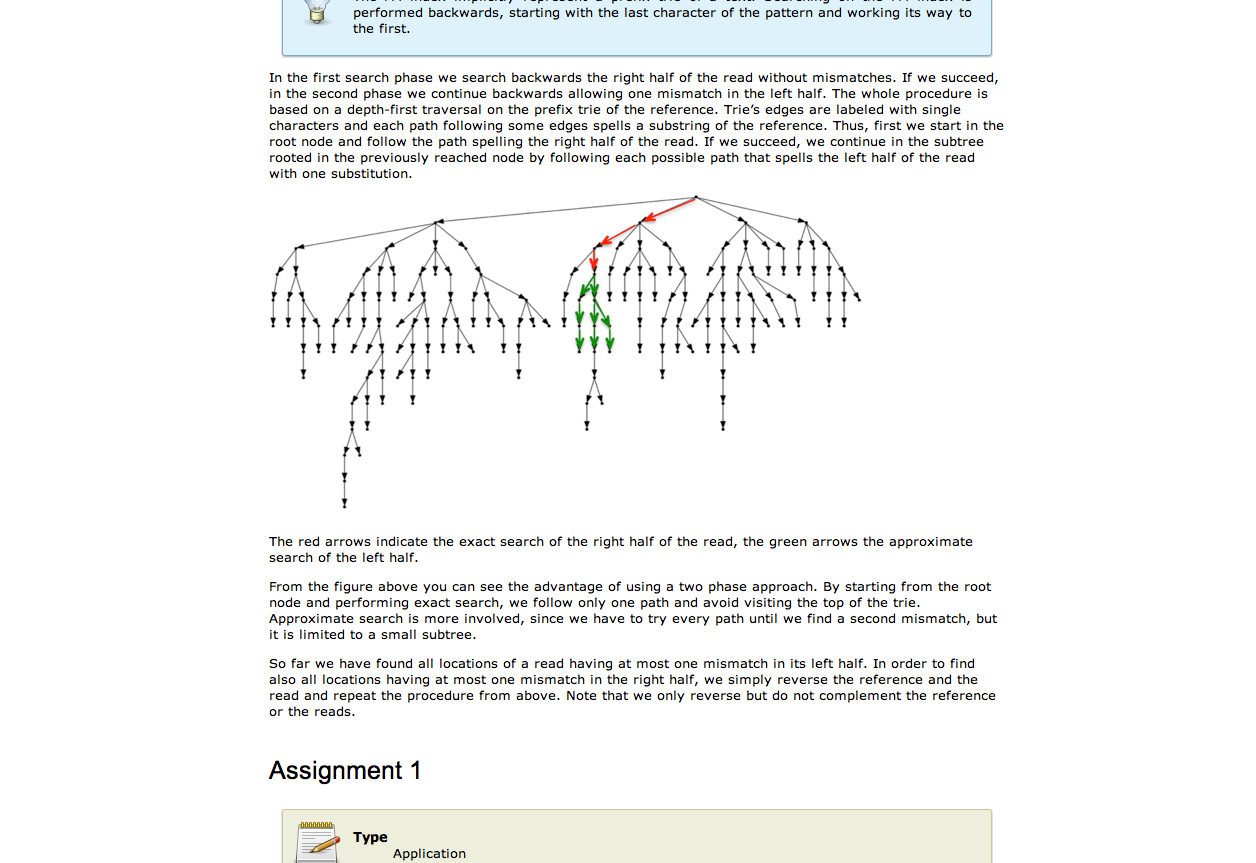 performed backwards, starting with the last character of the pattern and working its way to
the first.
In the first search phase we search backwards the right half of the read without mismatches. If we succeed,
in the second phase we continue backwards allowing one mismatch in the left half. The whole procedure is
based on a depth-first traversal on the prefix trie of the reference. Trie’s edges are labeled with single
characters and each path following some edges spells a substring of the reference. Thus, first we start in the
root node and follow the path spelling the right half of the read. If we succeed, we continue in the subtree
rooted in the previously reached node by following each possible path that spells the left half of the read
with one substitution.
The red arrows indicate the exact search of the right half of the read, the green arrows the approximate
search of the left half.
From the figure above you can see the advantage of using a two phase approach. By starting from the root
node and performing exact search, we follow only one path and avoid visiting the top of the trie.
Approximate search is more involved, since we have to try every path until we find a second mismatch, but
it is limited to a small subtree.
So far we have found all locations of a read having at most one mismatch in its left half. In order to find
also all locations having at most one mismatch in the right half, we simply reverse the reference and the
read and repeat the procedure from above. Note that we only reverse but do not complement the reference
or the reads.
Assignment 1
Type
Application